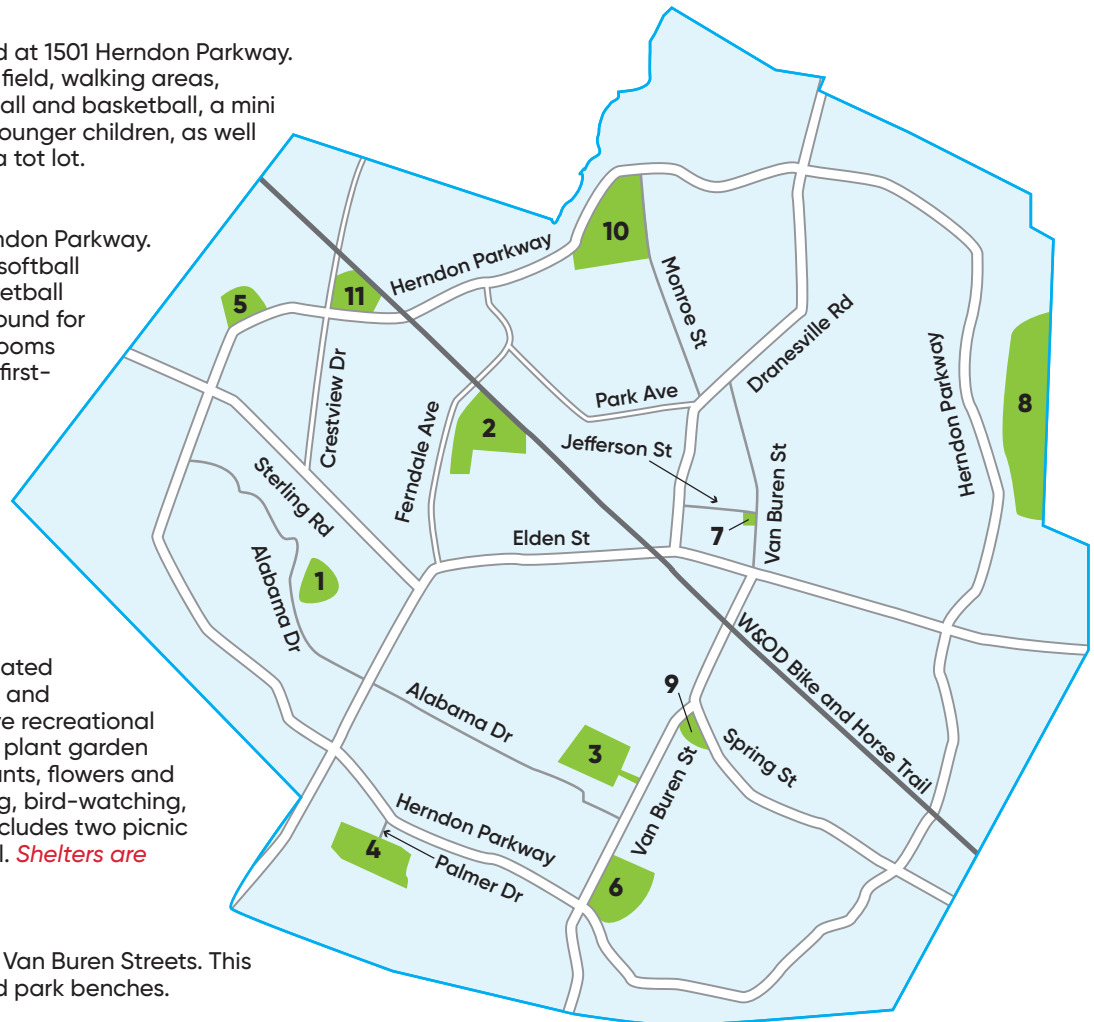 d at 1501 Herndon Parkway.
field, walking areas,
all and basketball, a mini
ounger children, as well
a tot lot.
ndon Parkway.
softball
etball
ound for
ooms
first-
ated
and
e recreational
plant garden
nts, flowers and
g, bird-watching,
cludes two picnic
l. Shelters are
Van Buren Streets. This
d park benches.
10
Herndon Parkway
11
5
Monroe St
Dranesville Rd
Herndon Parkway
8
Crestview Dr
Park Ave
Ferndale Ave
2
Jefferson St
Sterling Rd
Van Buren St
7
Elden St
Alabama Dr
1
W&OD Bike and Horse Trail
9
Alabama Dr
3
Spring St
Van Buren St
Herndon Parkway
4
Palmer Dr
6